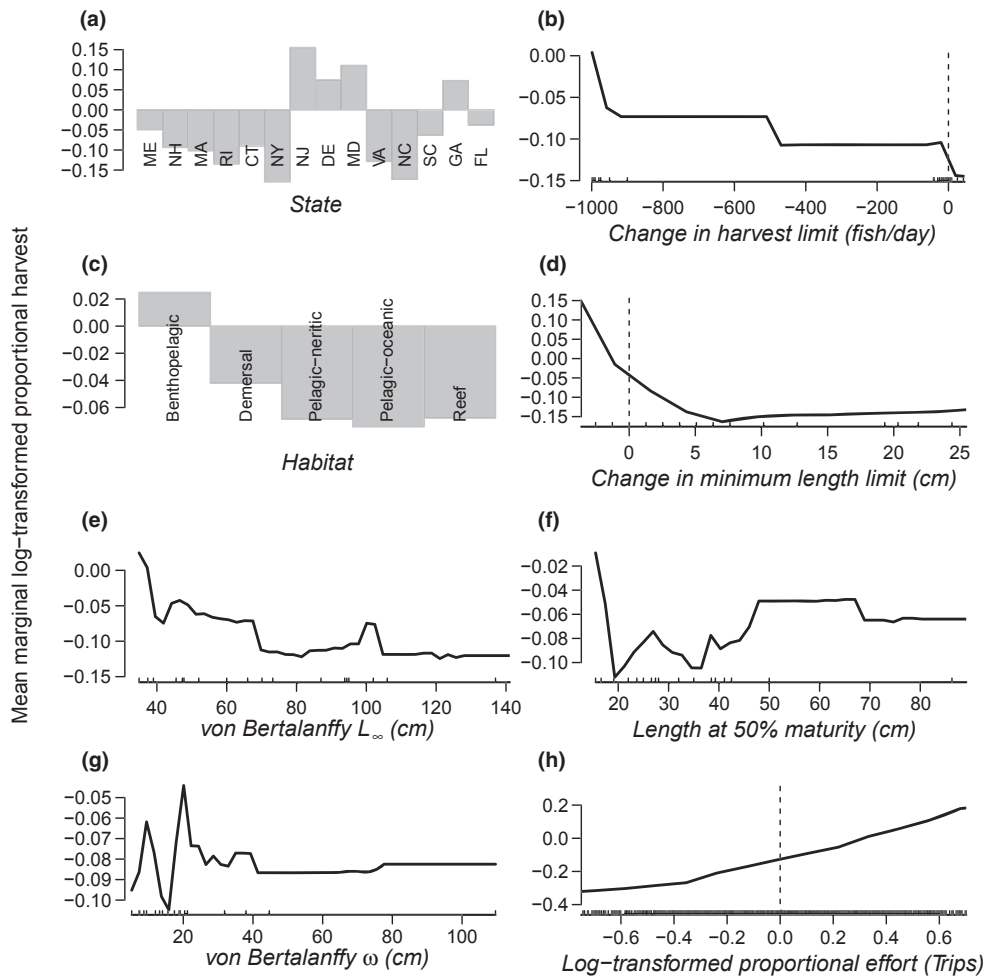 Mean marginal log−transformed proportional harvest
(a)
0.15
0.10
0.05
0.00
−0.05
−0.10
−0.15
ME NH MA RI CT NY NJ DE MD VA NC SC GA FL
State
(b)
0.00
−0.05
−0.10
−0.15
−1000 −800 −600 −400 −200 0
Change in harvest limit (fish/day)
(c)
0.02
0.00
−0.02
−0.04
−0.06
Benthopelagic
Demersal
Pelagic−neritic
Pelagic−oceanic
Reef
Habitat
(d)
0.15
0.10
0.05
0.00
−0.05
−0.10
−0.15
0 5 10 15 20 25
Change in minimum length limit (cm)
(e)
0.00
−0.05
−0.10
−0.15
40 60 80 100 120 140
von Bertalanffy L∞ (cm)
(f)
−0.02
−0.04
−0.06
−0.08
−0.10
20 30 40 50 60 70 80
Length at 50% maturity (cm)
(g)
−0.05
−0.06
−0.07
−0.08
−0.09
−0.10
20 40 60 80 100
von Bertalanffy ω (cm)
(h)
0.2
0.0
−0.2
−0.4
−0.6 −0.4 −0.2 0.0 0.2 0.4 0.6
Log−transformed proportional effort (Trips)